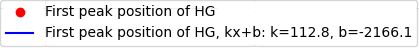 First peak position of HG
First peak position of HG, kx+b: k=112.8, b=-2166.1